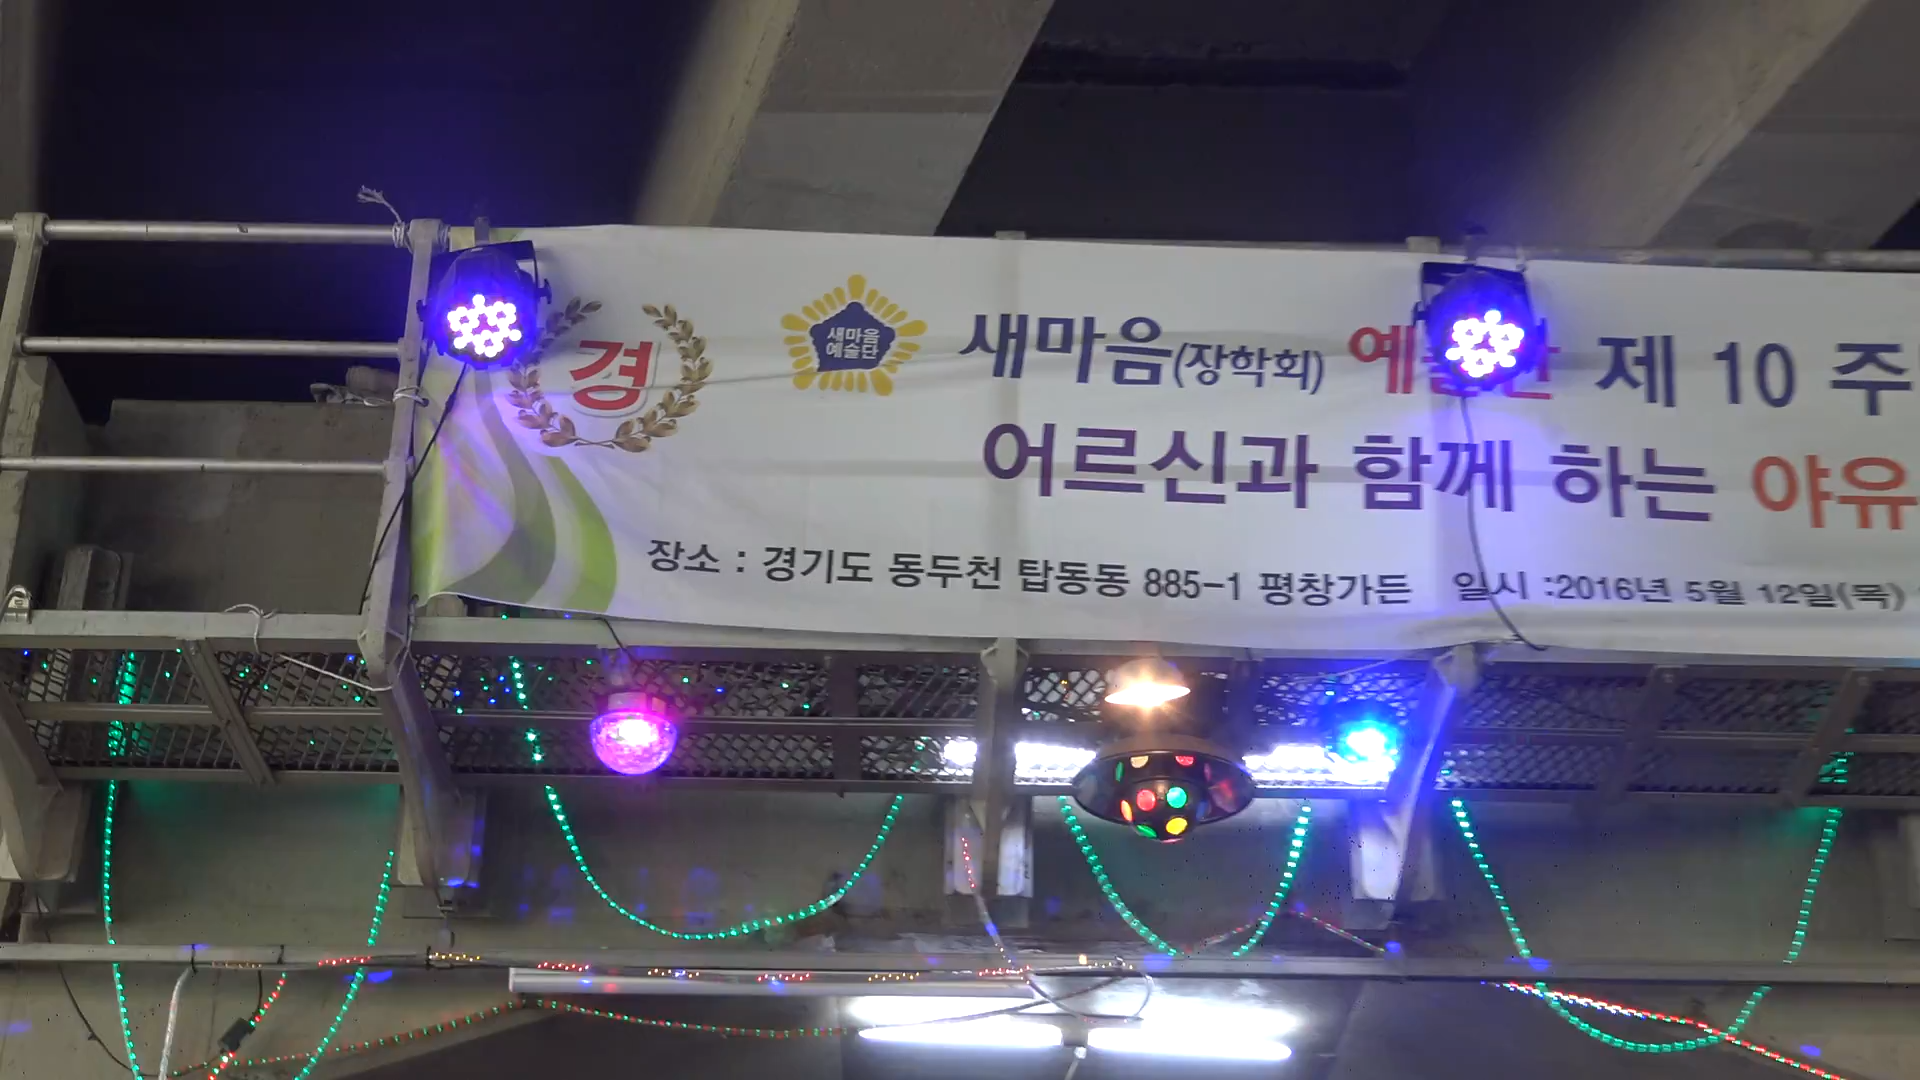 경
새마음
예술단
새마음(장학회) 제 10 주
어르신과 함께 하는 야유
장소 : 경기도 동두천 탑동동 885-1 평창가든 일시 :2016년 5월 12일(목)